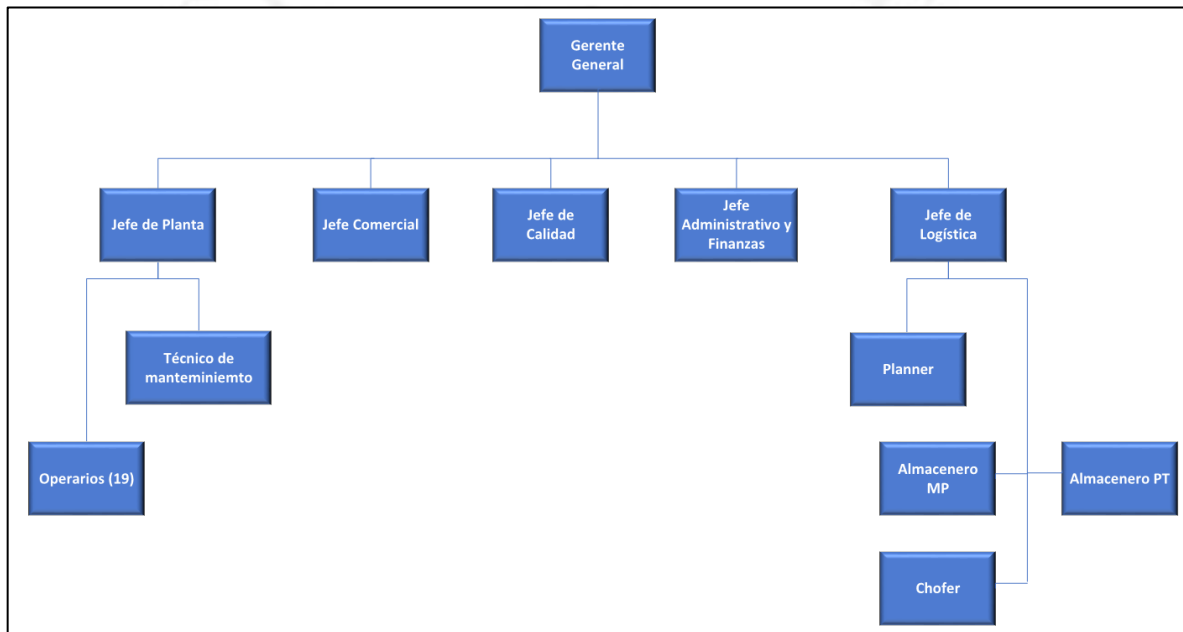 Gerente
General
Jefe de Planta
Jefe Comercial
Jefe de
Calidad
Jefe
Administrativo y
Finanzas
Jefe de
Logística
Técnico de
manteminiemto
Planner
Operarios (19)
Almacenero
MP
Almacenero PT
Chofer